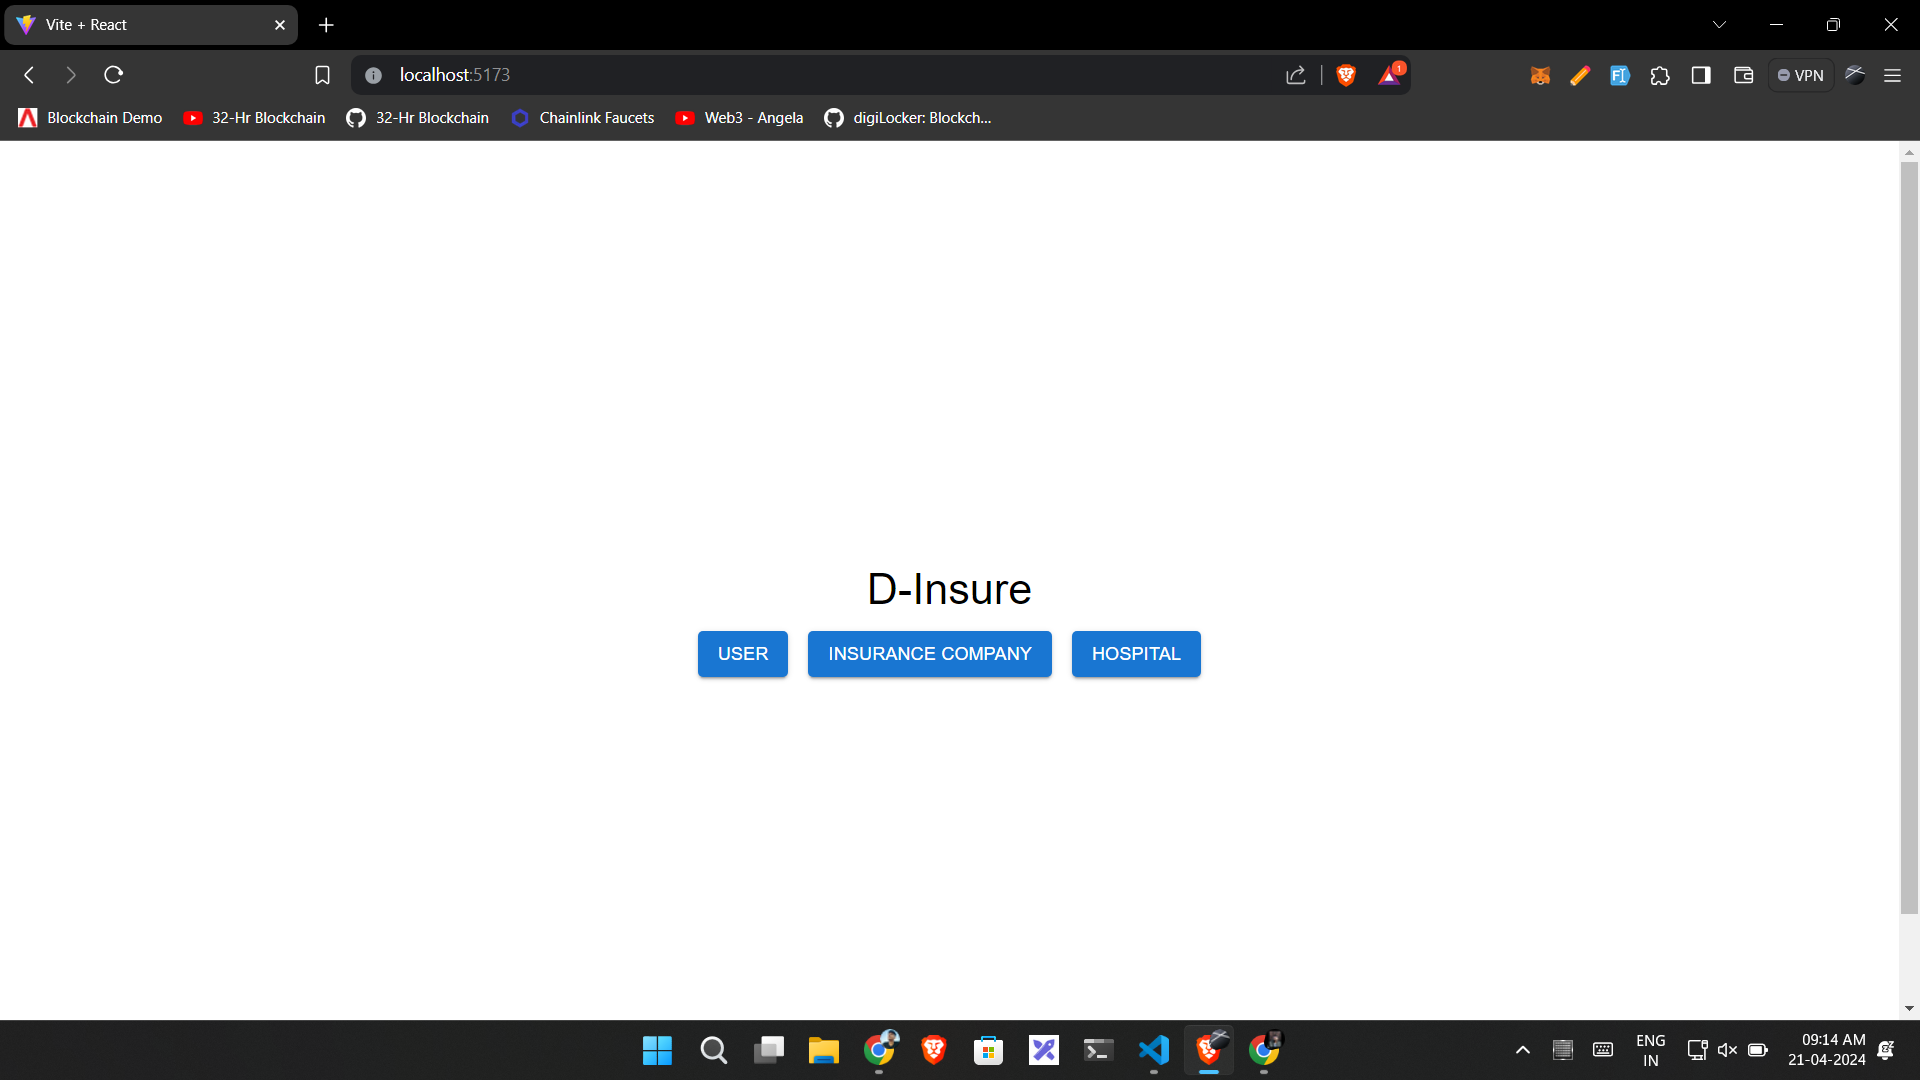 Vite + React
localhost:5173
1
VPN
Blockchain Demo
32-Hr Blockchain
32-Hr Blockchain
Chainlink Faucets
Web3 - Angela
digiLocker: Blockch...
D-Insure
USER
INSURANCE COMPANY
HOSPITAL
ENG
IN
09:14 AM
21-04-2024